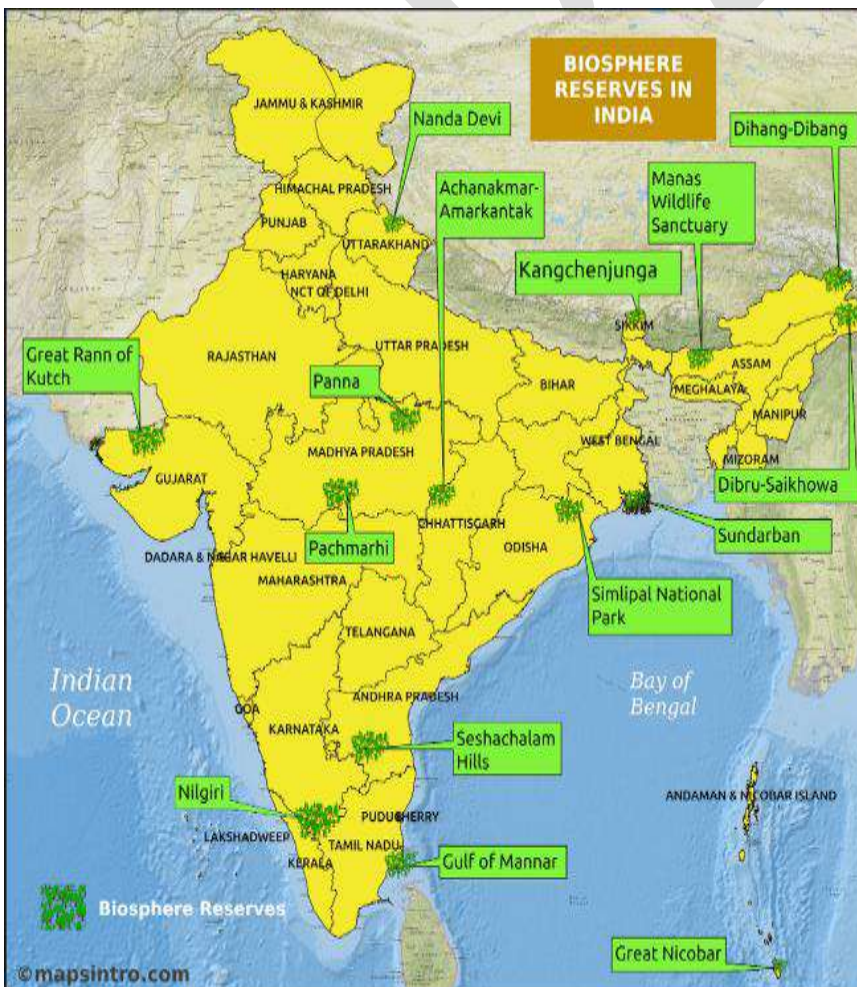 BIOSPHERE
RESERVES IN
INDIA
JAMMU & KASHMIR
Nanda Devi
Dihang-Dibang
HIMACHAL PRADESH
Achanakmar-
Amarkantak
Manas
Wildlife
Sanctuary
PUNJAB
UTTARAKHAND
HARYANA
NCT OF DELHI
Kangchenjunga
SIKKIM
Great Rann of
Kutch
RAJASTHAN
UTTAR PRADESH
Panna
BIHAR
ASSAM
MEGHALAYA
MANIPUR
MADHYA PRADESH
WEST BENGAL
MIZORAM
GUJARAT
Dibru-Saikhowa
CHHATTISGARH
Sundarban
Pachmarhi
ODISHA
DADARA & NAGAR HAVELLI
MAHARASHTRA
Simlipal National
Park
TELANGANA
Indian
Ocean
Bay of
Bengal
ANDHRA PRADESH
GOA
KARNATAKA
Seshachalam
Hills
Nilgiri
ANDAMAN & NICOBAR ISLAND
PUDUCHERRY
LAKSHADWEEP
TAMIL NADU
KERALA
Gulf of Mannar
Biosphere Reserves
Great Nicobar
©mapsintro.com